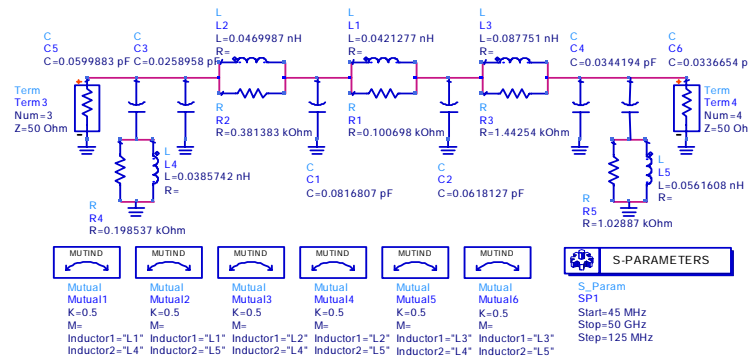 L
L2
L=0.0469987 nH
R=
L
L1
L=0.0421277 nH
R=
L
L3
L=0.087751 nH
R=
C
C5
C=0.0599883 pF
C
C3
C=0.0258958 pF
C
C4
C=0.0344194 pF
C
C6
C=0.0336654 p
Term
Term3
Num=3
Z=50 Ohm
R
R2
R=0.381383 kOhm
R
R1
R=0.100698 kOhm
R
R3
R=1.44254 kOhm
Term
Term4
Num=4
Z=50 Oh
L
L4
L=0.0385742 nH
R=
C
C1
C=0.0816807 pF
C
C2
C=0.0618127 pF
L
L5
L=0.0561608 nH
R=
R
R4
R=0.198537 kOhm
R
R5
R=1.02887 kOhm
MUTIND
Mutual
Mutual1
K=0.5
M=
Inductor1="L1"
Inductor2="L4"
MUTIND
Mutual
Mutual2
K=0.5
M=
Inductor1="L1"
Inductor2="L5"
MUTIND
Mutual
Mutual3
K=0.5
M=
Inductor1="L2"
Inductor2="L4"
MUTIND
Mutual
Mutual4
K=0.5
M=
Inductor1="L2"
Inductor2="L5"
MUTIND
Mutual
Mutual5
K=0.5
M=
Inductor1="L3"
Inductor2="L4"
MUTIND
Mutual
Mutual6
K=0.5
M=
Inductor1="L3"
Inductor2="L5"
S-PARAMETERS
S_Param
SP1
Start=45 MHz
Stop=50 GHz
Step=125 MHz